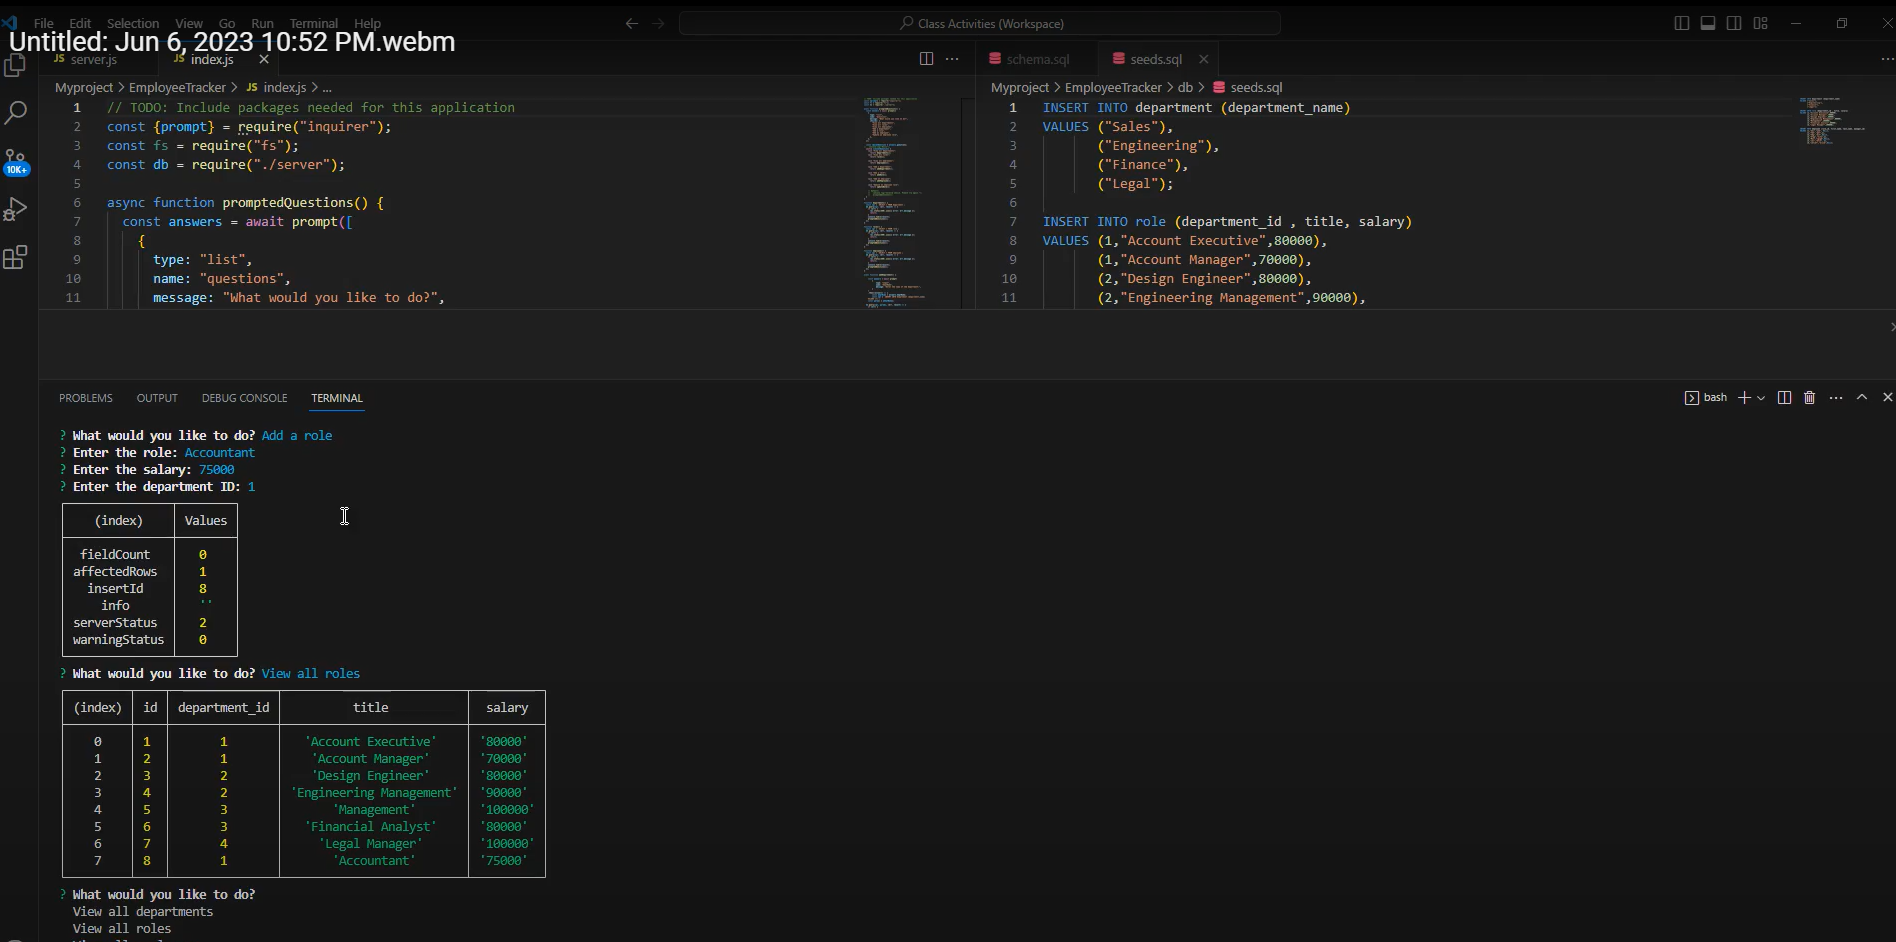 File Edit Selection View Go Run Terminal Help
Class Activities (Workspace)
Untitled: Jun 6, 2023 10:52 PM.webm
JS server.js
JS index.js
schema.sql
seeds.sql
Myproject > EmployeeTracker > JS index.js > ...
1 // TODO: Include packages needed for this application
2 const {prompt} = require("inquirer");
3 const fs = require("fs");
4 const db = require("./server");
5
6 async function promptedQuestions() {
7 const answers = await prompt([
8 {
9 type: "list",
10 name: "questions",
11 message: "What would you like to do?",
Myproject > EmployeeTracker > db > seeds.sql
1 INSERT INTO department (department_name)
2 VALUES ("Sales"),
3 ("Engineering"),
4 ("Finance"),
5 ("Legal");
6
7 INSERT INTO role (department_id , title, salary)
8 VALUES (1,"Account Executive",80000),
9 (1,"Account Manager",70000),
10 (2,"Design Engineer",80000),
11 (2,"Engineering Management",90000),
10K+
PROBLEMS OUTPUT DEBUG CONSOLE TERMINAL
bash
? What would you like to do? Add a role
? Enter the role: Accountant
? Enter the salary: 75000
? Enter the department ID: 1
(index) Values
fieldCount 0
affectedRows 1
insertId 8
info ''
serverStatus 2
warningStatus 0
? What would you like to do? View all roles
(index) id department_id title salary
0 1 1 'Account Executive' '80000'
1 2 1 'Account Manager' '70000'
2 3 2 'Design Engineer' '80000'
3 4 2 'Engineering Management' '90000'
4 5 3 'Management' '100000'
5 6 3 'Financial Analyst' '80000'
6 7 4 'Legal Manager' '100000'
7 8 1 'Accountant' '75000'
? What would you like to do?
View all departments
View all roles